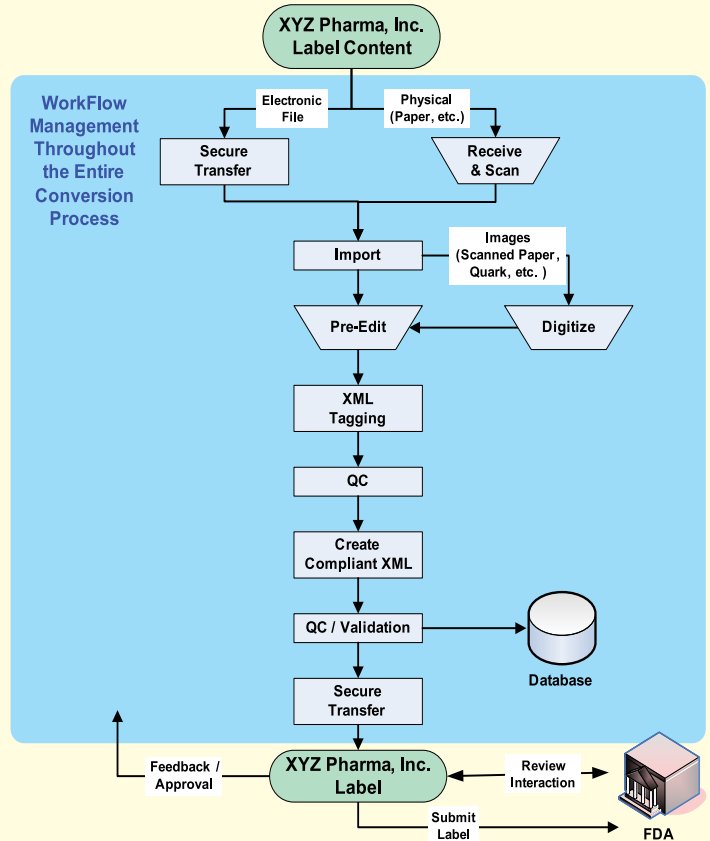 XYZ Pharma, Inc.
Label Content
WorkFlow
Management
Throughout
the Entire
Conversion
Process
Electronic
File
Physical
(Paper, etc.)
Secure
Transfer
Receive
& Scan
Import
Images
(Scanned Paper,
Quark, etc. )
Pre-Edit
Digitize
XML
Tagging
QC
Create
Compliant XML
QC / Validation
Database
Secure
Transfer
Feedback /
Approval
XYZ Pharma, Inc.
Label
Review
Interaction
Submit
Label
FDA